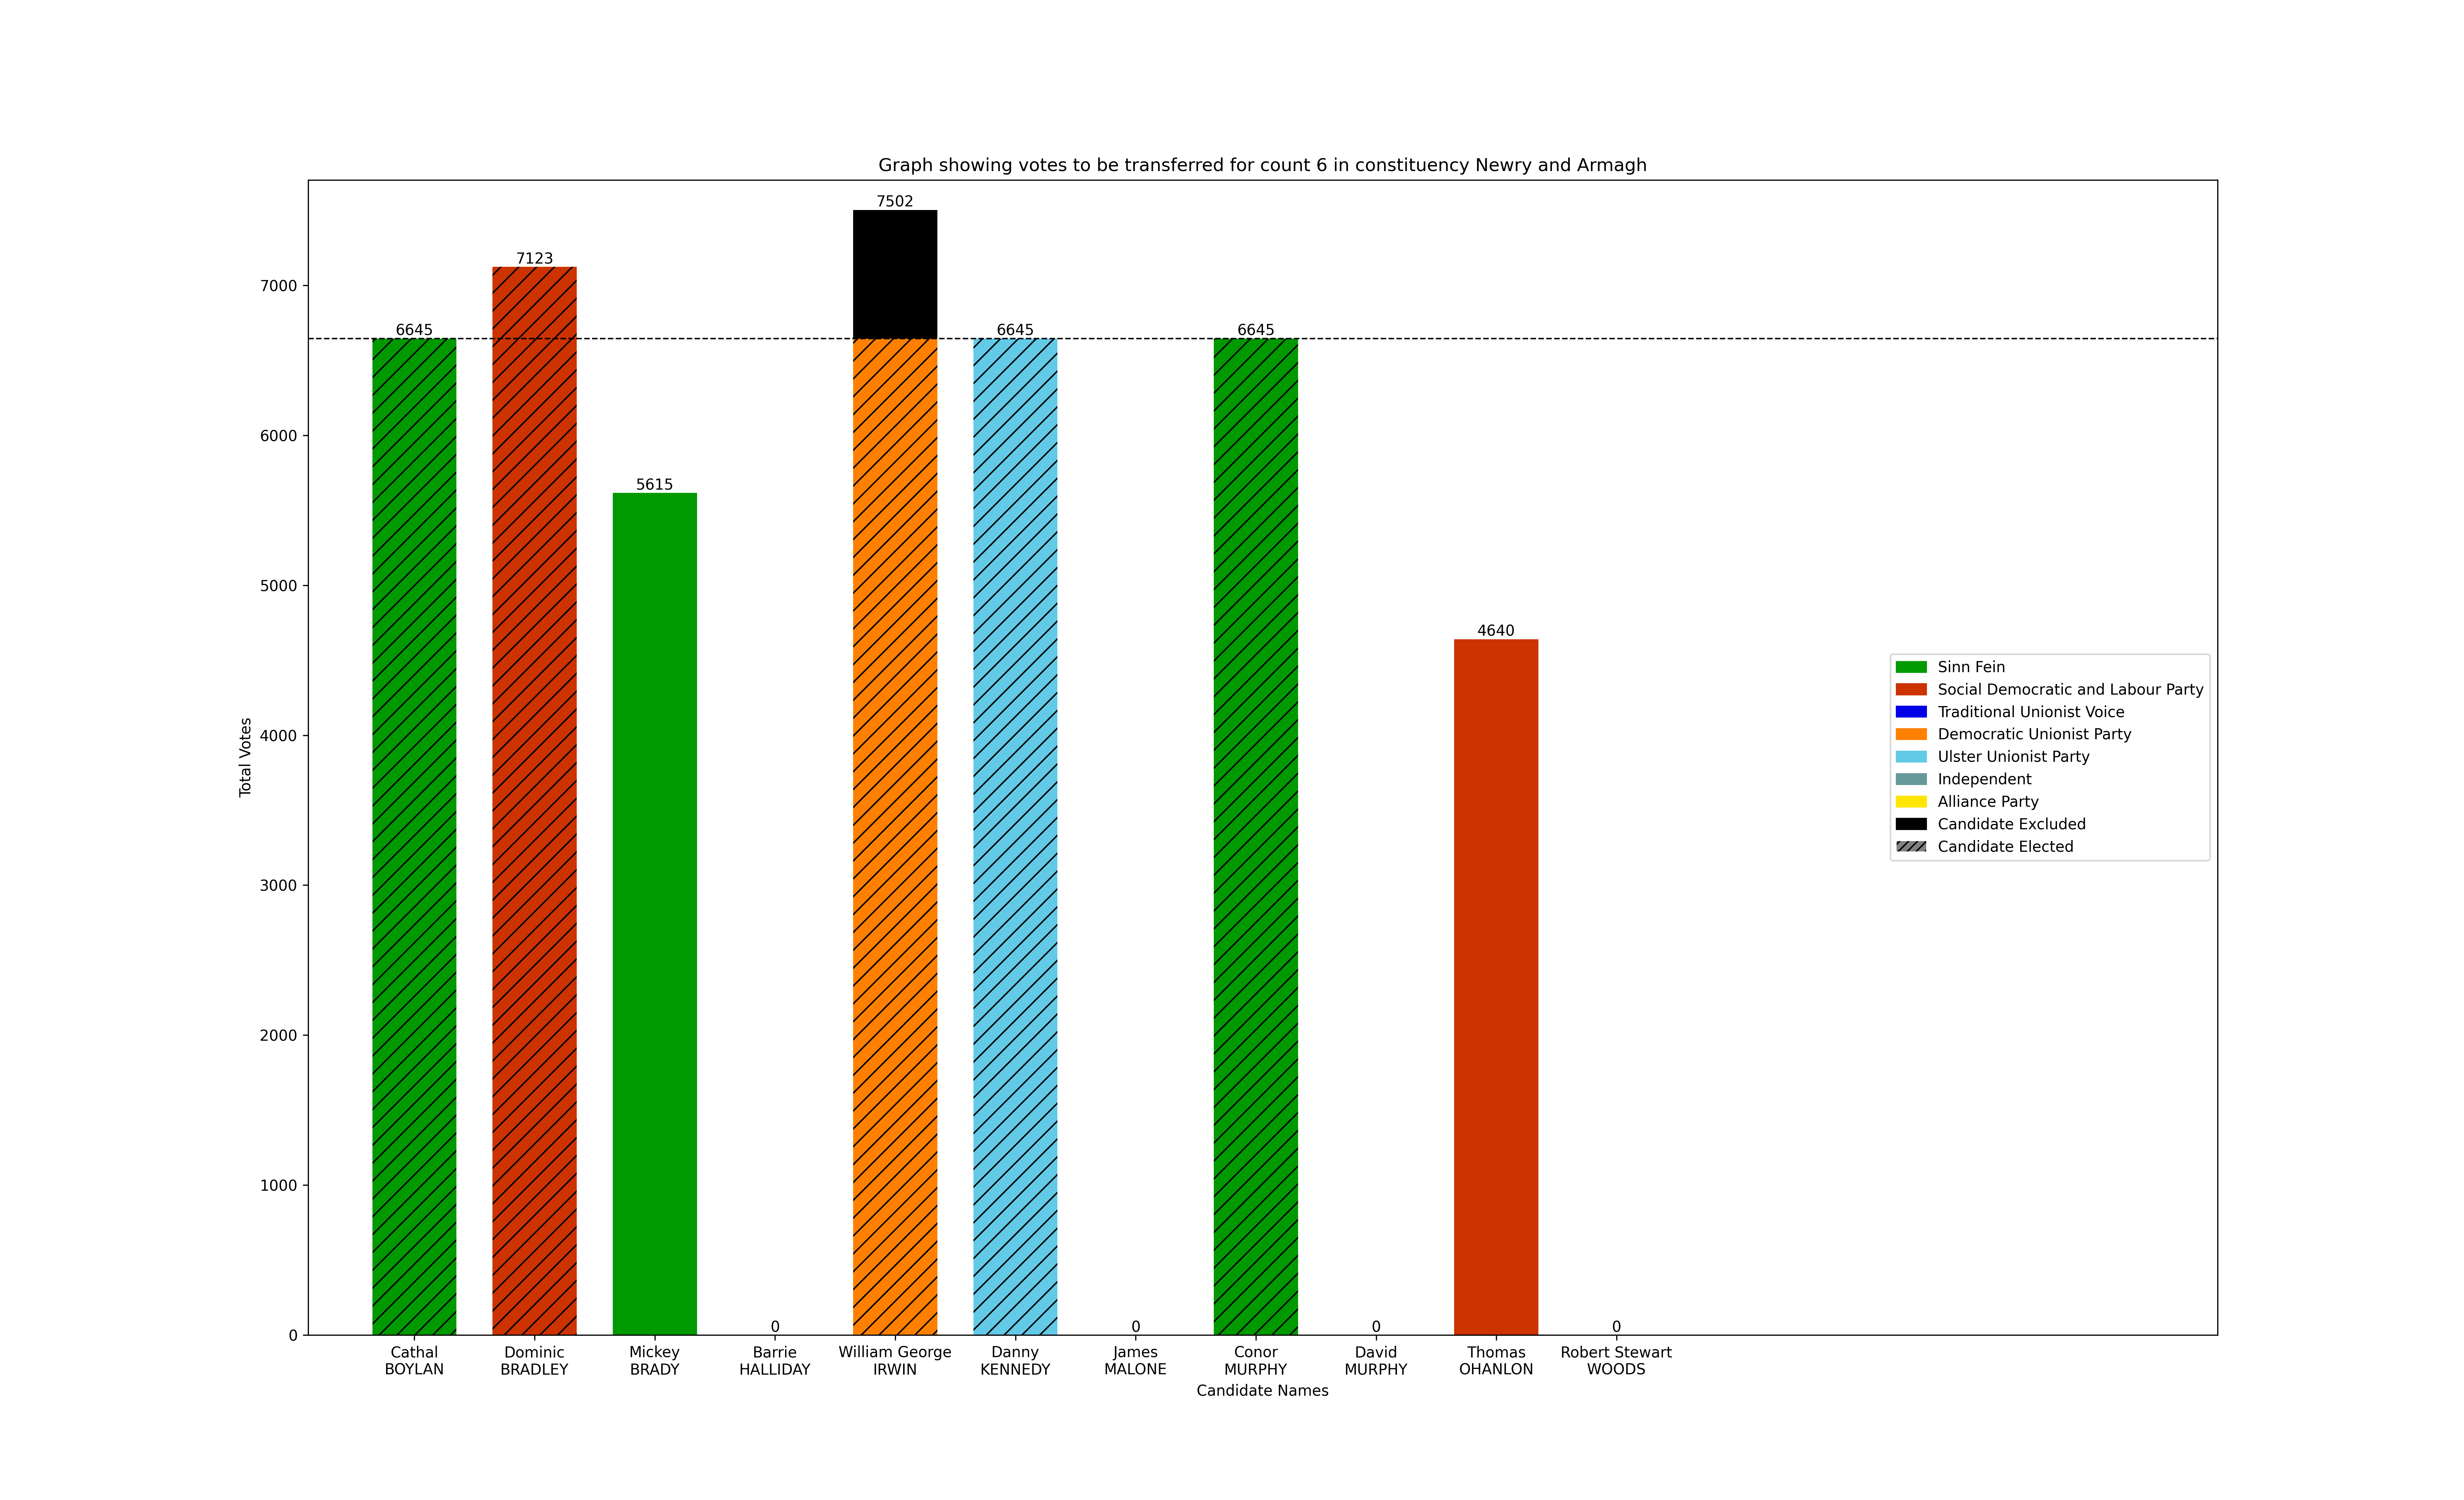 Graph showing votes to be transferred for count 6 in constituency Newry and Armagh
7502
7123
6645
6645
6645
5615
4640
0
0
0
0
7000
6000
5000
4000
3000
2000
1000
0
Total Votes
Sinn Fein
Social Democratic and Labour Party
Traditional Unionist Voice
Democratic Unionist Party
Ulster Unionist Party
Independent
Alliance Party
Candidate Excluded
Candidate Elected
Cathal
BOYLAN
Dominic
BRADLEY
Mickey
BRADY
Barrie
HALLIDAY
William George
IRWIN
Danny
KENNEDY
James
MALONE
Conor
MURPHY
David
MURPHY
Thomas
OHANLON
Robert Stewart
WOODS
Candidate Names